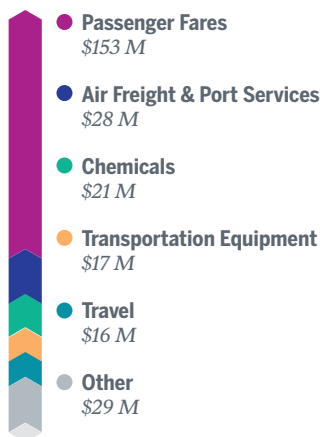 Passenger Fares
$153 M
Air Freight & Port Services
$28 M
Chemicals
$21 M
Transportation Equipment
$17 M
Travel
$16 M
Other
$29 M